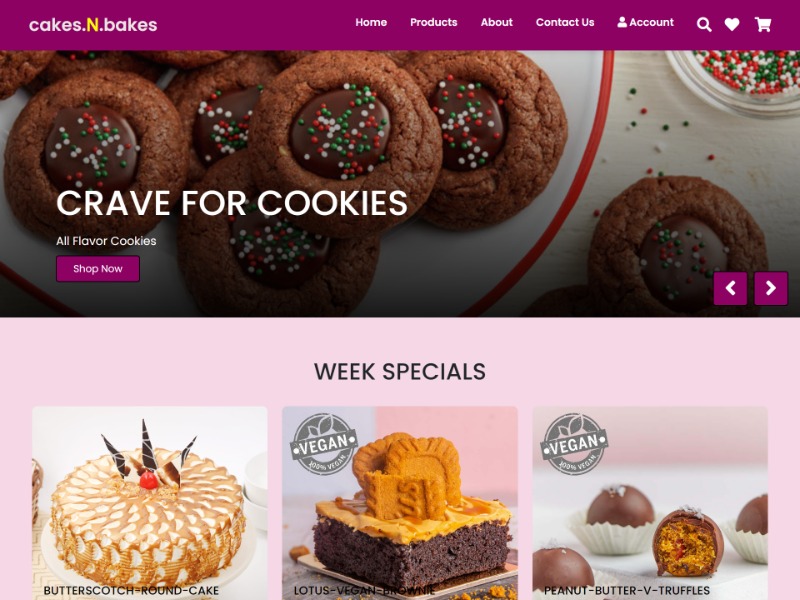 cakes.N.bakes
Home
Products
About
Contact Us
Account
CRAVE FOR COOKIES
All Flavor Cookies
Shop Now
WEEK SPECIALS
VEGAN
100% VEGAN
VEGAN
100% VEGAN
BUTTERSCOTCH-ROUND-CAKE
LOTUS-VEGAN-BROWNIE
PEANUT-BUTTER-V-TRUFFLES